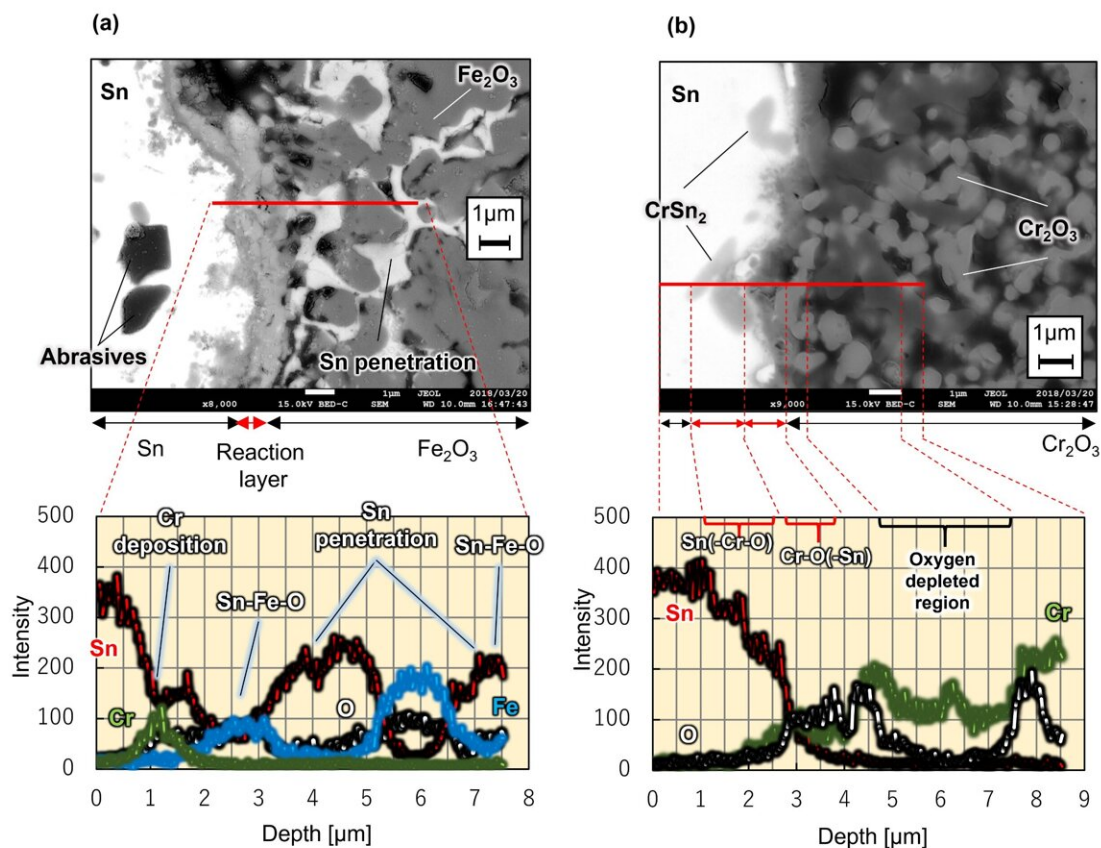 (a)
Sn
Fe₂O₃
1µm
Abrasives
Sn penetration
1µm JEOL 2018/03/20
x8,000 15.0kV BED-C SEM WD 10.0mm 16:47:43
Sn
Reaction
layer
Fe₂O₃
500
400
300
200
100
0
Intensity
Cr
deposition
Sn
penetration
Sn-Fe-O
Sn-Fe-O
Sn
Cr
O
Fe
0 1 2 3 4 5 6 7 8
Depth [µm]
(b)
Sn
CrSn₂
Cr₂O₃
1µm
1µm JEOL 2018/03/20
x9,000 15.0kV BED-C SEM WD 10.0mm 15:28:47
Cr₂O₃
500
400
300
200
100
0
Intensity
Sn(-Cr-O)
Cr-O(-Sn)
Oxygen
depleted
region
Sn
Cr
O
0 1 2 3 4 5 6 7 8 9
Depth [µm]